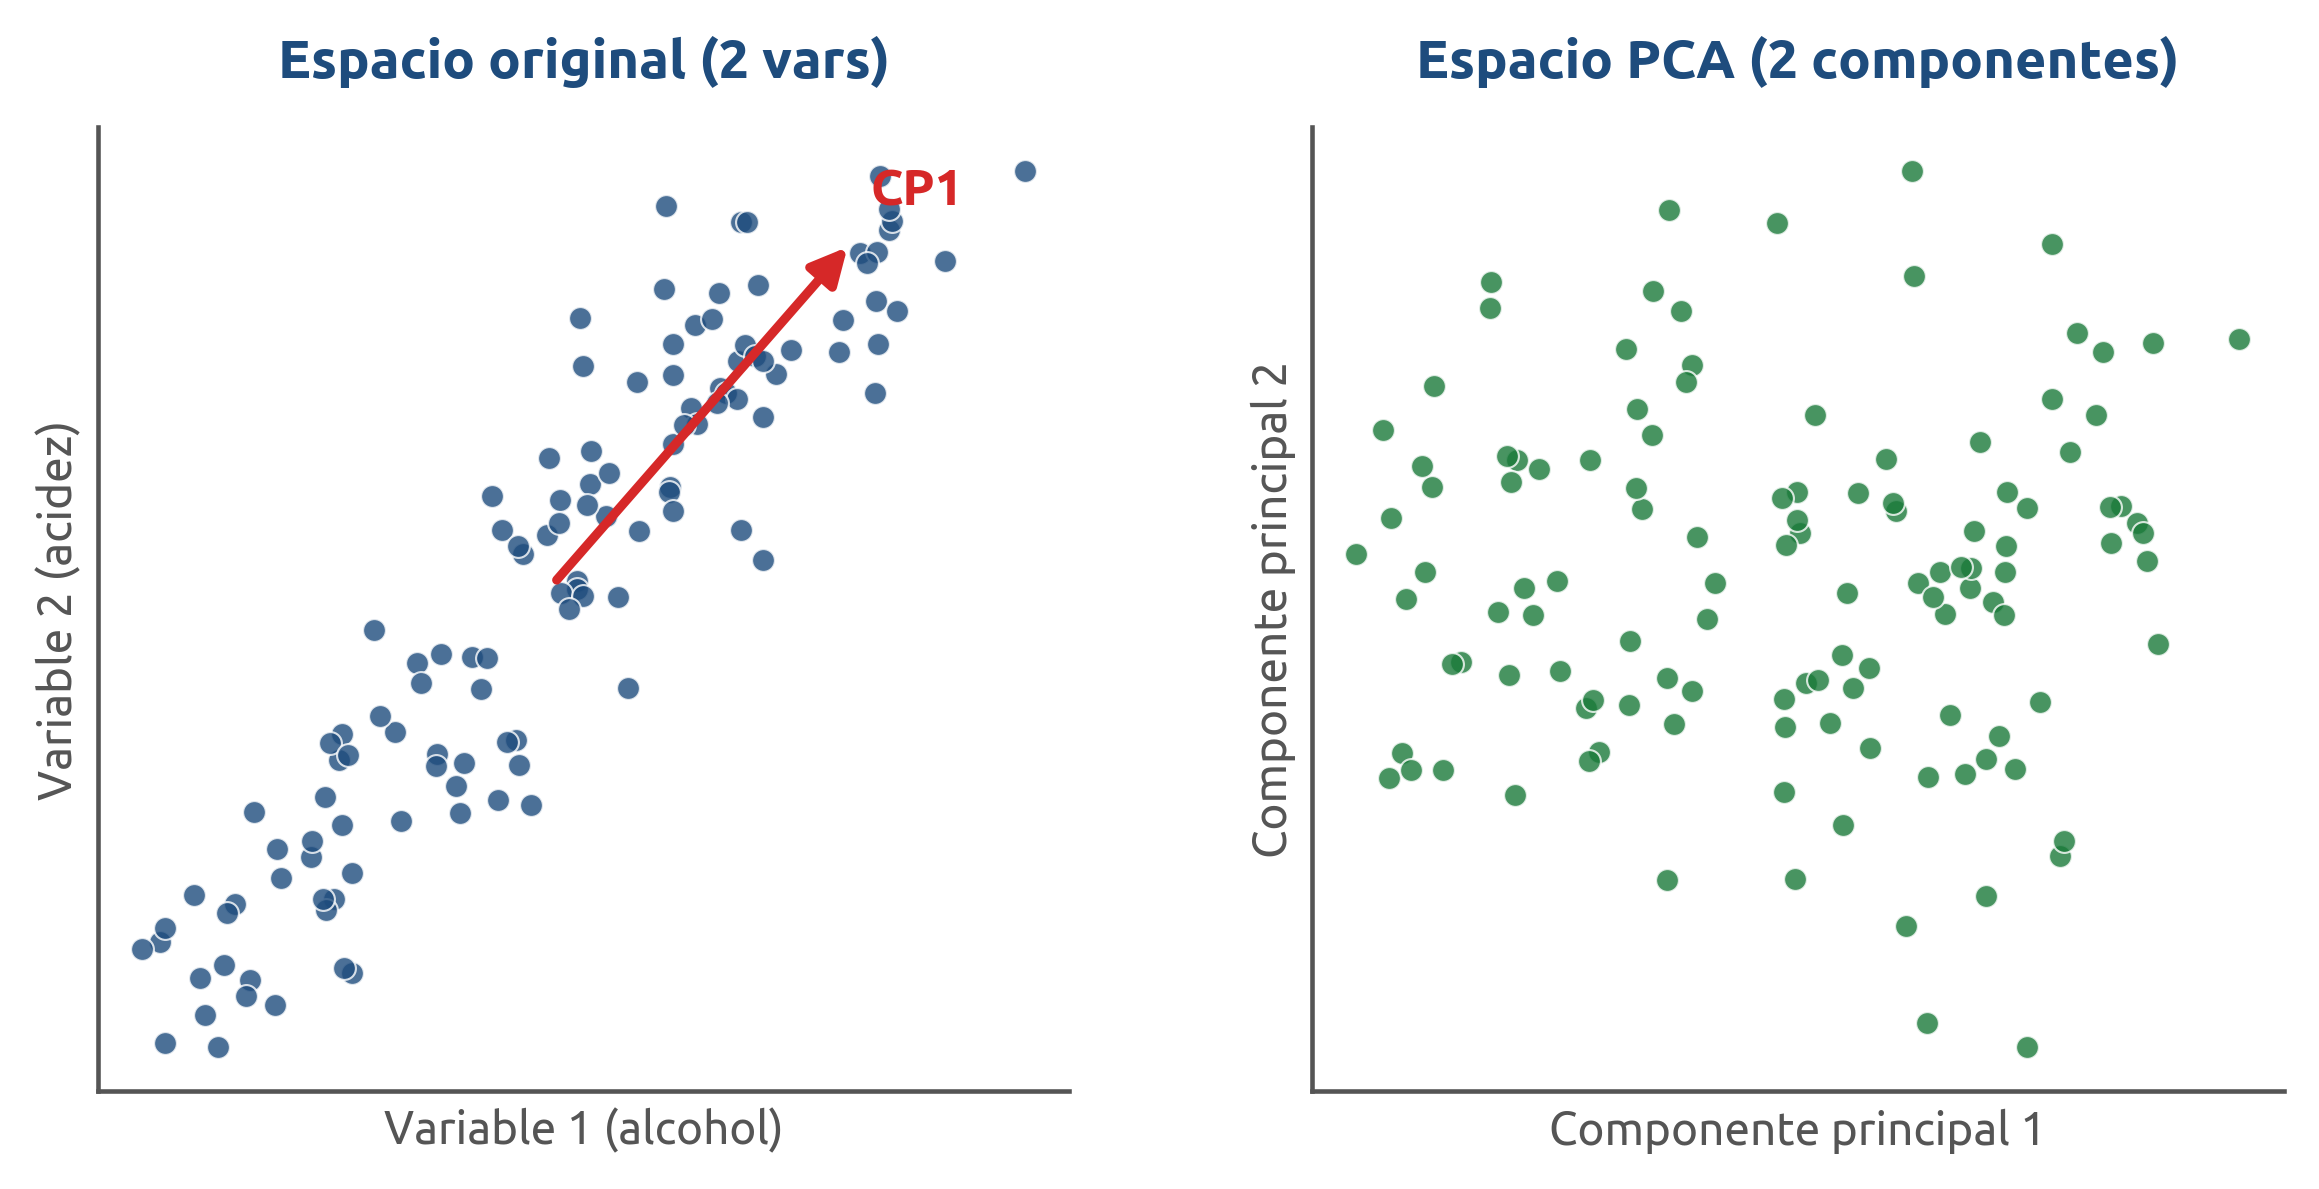 Espacio original (2 vars)
Variable 2 (acidez)
CP1
Variable 1 (alcohol)
Espacio PCA (2 componentes)
Componente principal 2
Componente principal 1